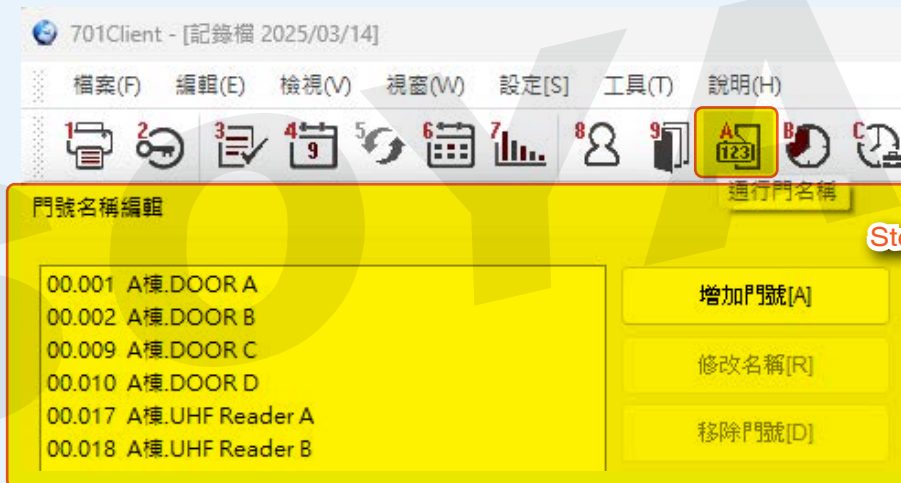 701Client - [記錄檔 2025/03/14]
檔案(F) 編輯(E) 檢視(V) 視窗(W) 設定[S] 工具(T) 說明(H)
1 2 3 4 9 5 6 7 8 9 A 123 B C
通行門名稱
門號名稱編輯
Ste
00.001 A棟.DOOR A
00.002 A棟.DOOR B
00.009 A棟.DOOR C
00.010 A棟.DOOR D
00.017 A棟.UHF Reader A
00.018 A棟.UHF Reader B
增加門號[A]
修改名稱[R]
移除門號[D]
SOYA